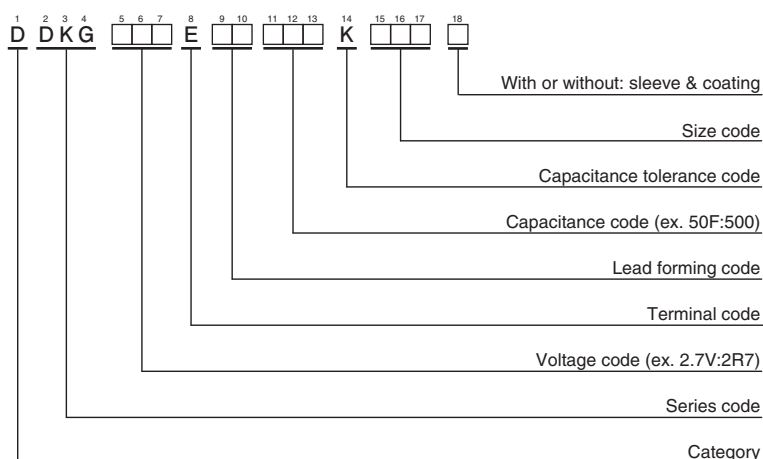 1 2 3 4 5 6 7 8 9 10 11 12 13 14 15 16 17 18
D DKG E K
With or without: sleeve & coating
Size code
Capacitance tolerance code
Capacitance code (ex. 50F:500)
Lead forming code
Terminal code
Voltage code (ex. 2.7V:2R7)
Series code
Category